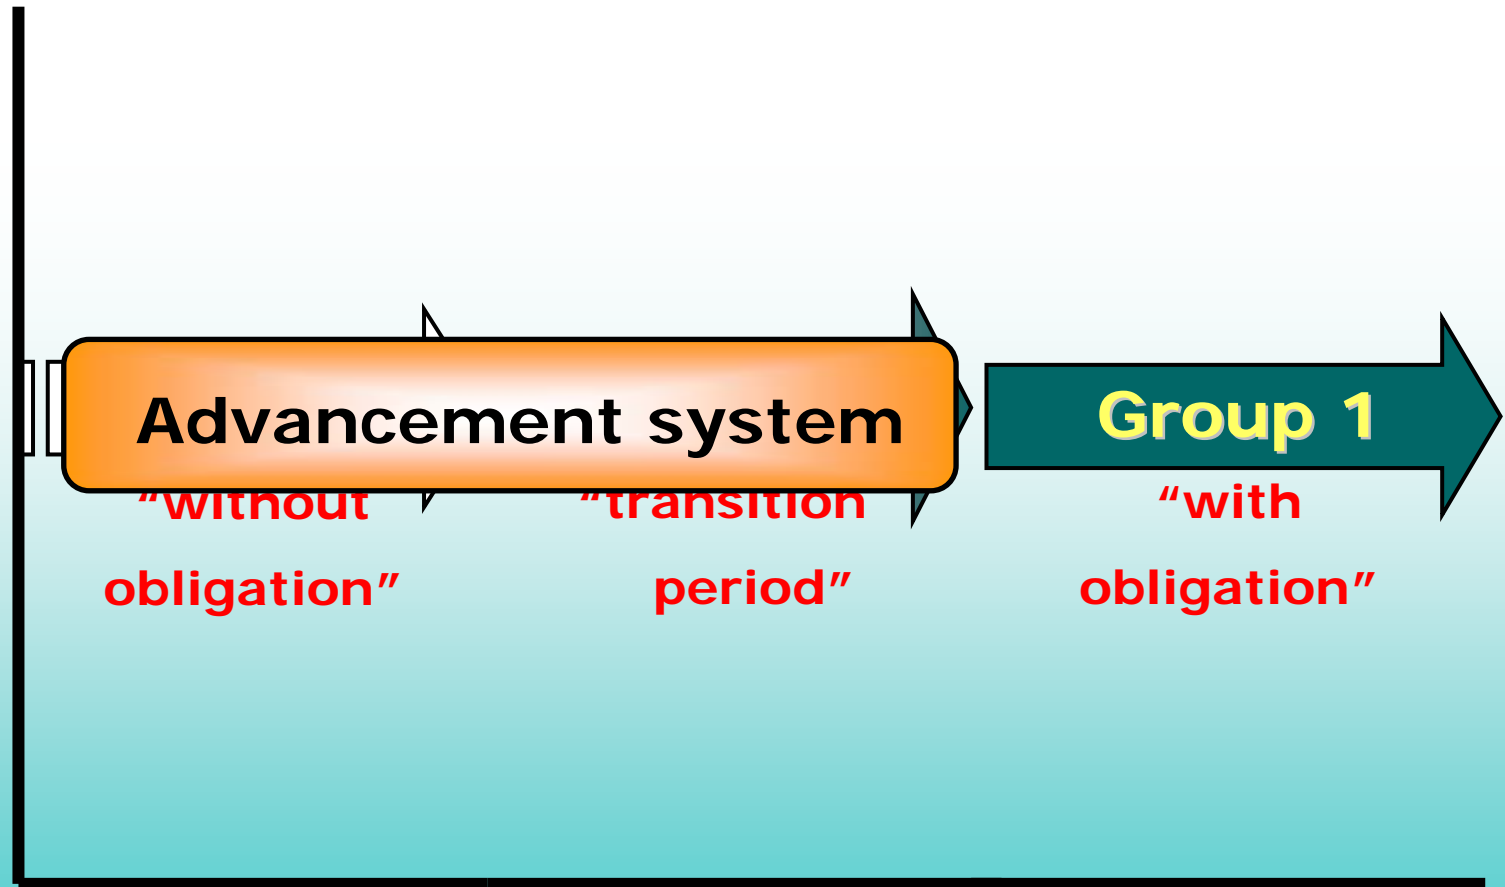 Advancement system
Group 1
“without
obligation”
“transition
period”
“with
obligation”